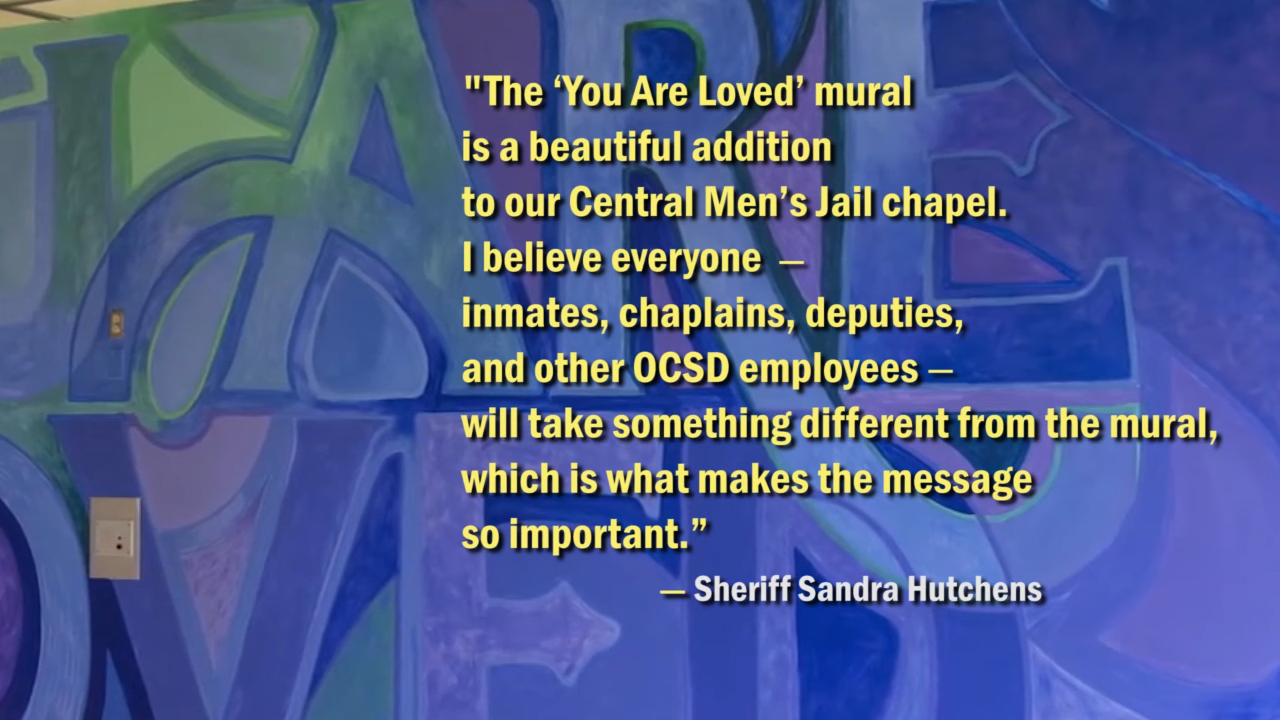 ARE
"The ‘You Are Loved’ mural
is a beautiful addition
to our Central Men’s Jail chapel.
I believe everyone –
inmates, chaplains, deputies,
and other OCSD employees –
will take something different from the mural,
which is what makes the message
so important.”
– Sheriff Sandra Hutchens